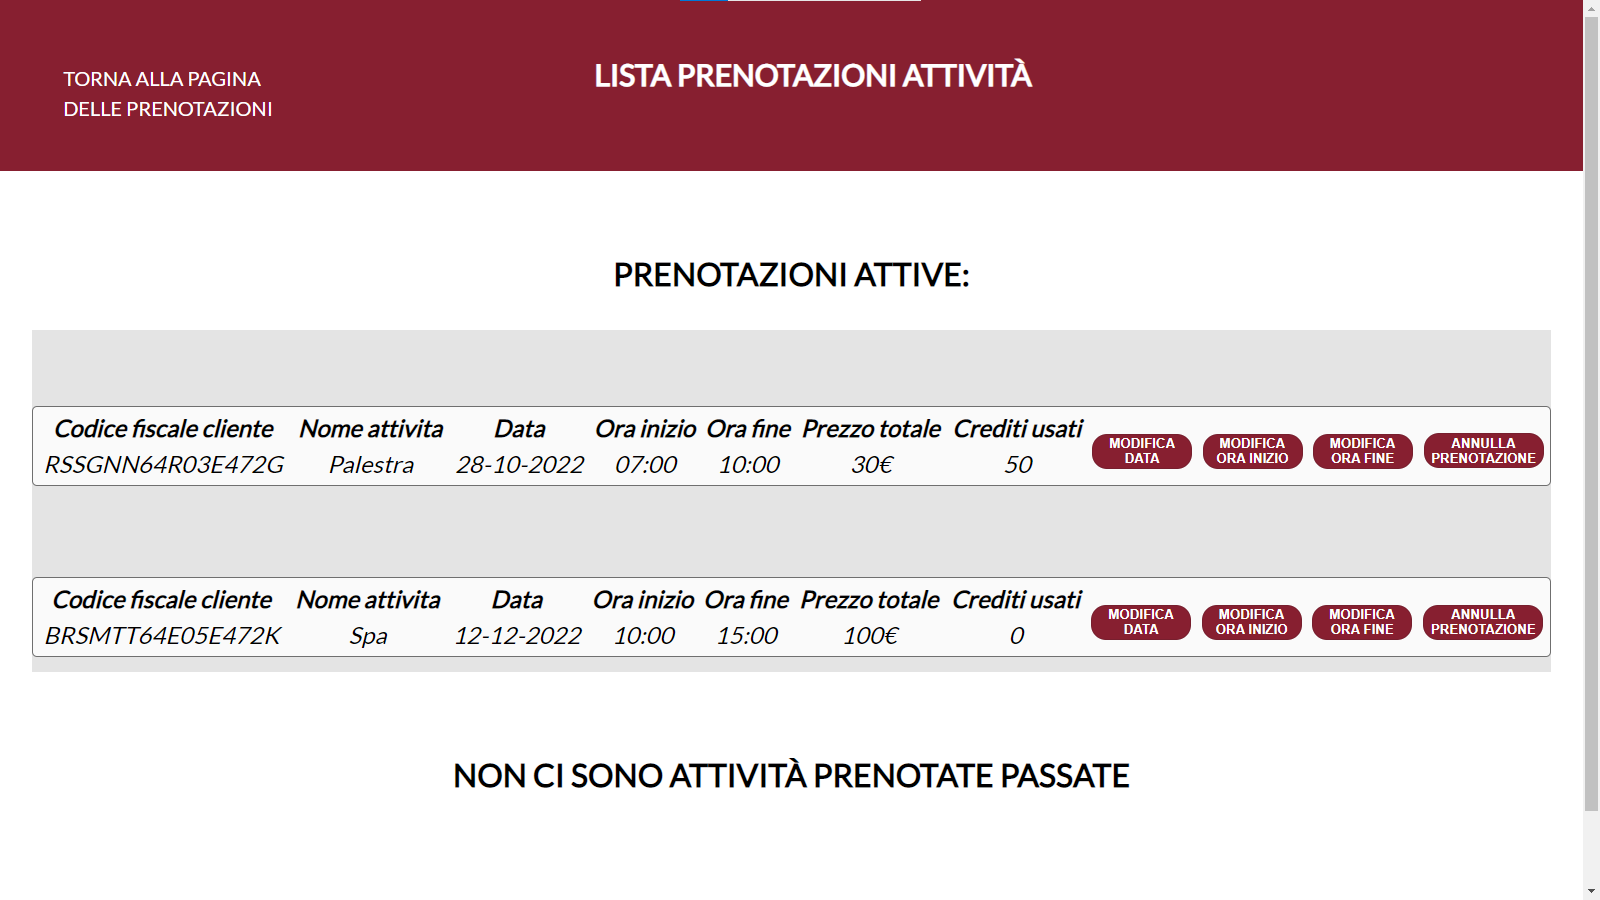 TORNA ALLA PAGINA
DELLE PRENOTAZIONI
LISTA PRENOTAZIONI ATTIVITÀ
PRENOTAZIONI ATTIVE:
Codice fiscale cliente Nome attivita Data Ora inizio Ora fine Prezzo totale Crediti usati
RSSGNN64R03E472G Palestra 28-10-2022 07:00 10:00 30€ 50
MODIFICA DATA
MODIFICA ORA INIZIO
MODIFICA ORA FINE
ANNULLA PRENOTAZIONE
Codice fiscale cliente Nome attivita Data Ora inizio Ora fine Prezzo totale Crediti usati
BRSMTT64E05E472K Spa 12-12-2022 10:00 15:00 100€ 0
MODIFICA DATA
MODIFICA ORA INIZIO
MODIFICA ORA FINE
ANNULLA PRENOTAZIONE
NON CI SONO ATTIVITÀ PRENOTATE PASSATE